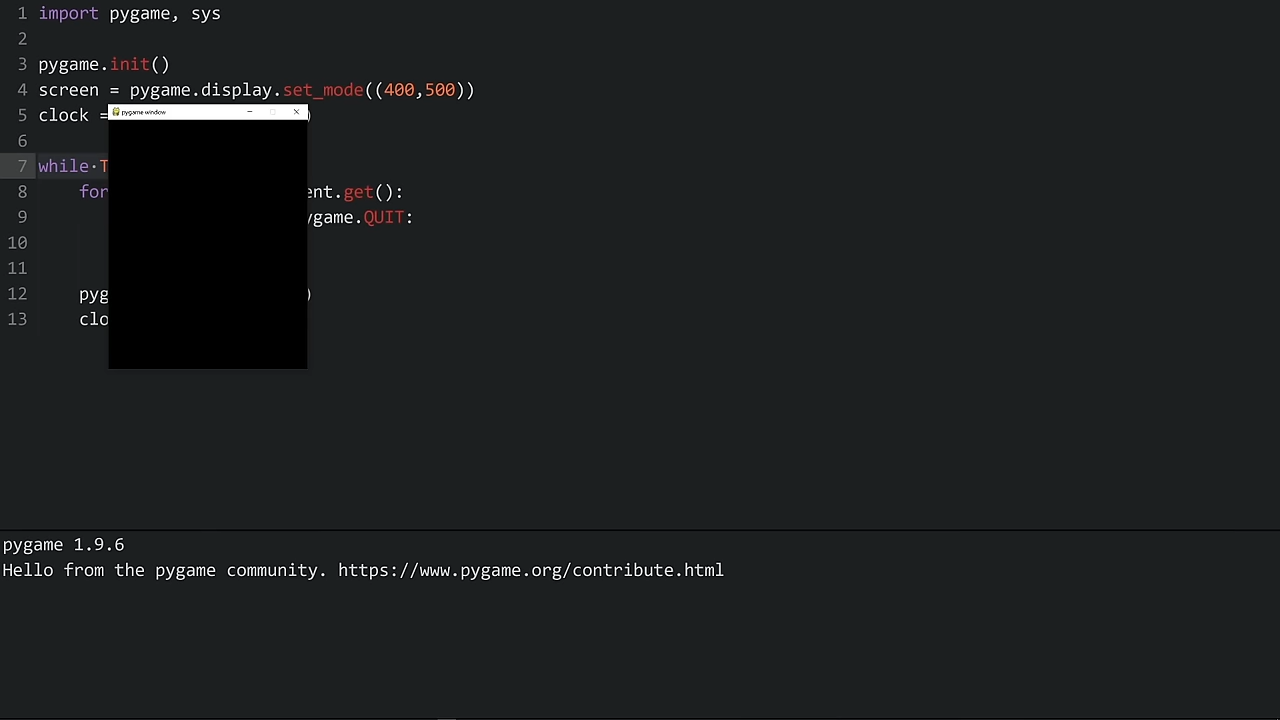 1 import pygame, sys
2
3 pygame.init()
4 screen = pygame.display.set_mode((400,500))
5 clock = )
pygame window
6
7 while·T
8 for ent.get():
9 ygame.QUIT:
10
11
12 pyg )
13 clo
pygame 1.9.6
Hello from the pygame community. https://www.pygame.org/contribute.html